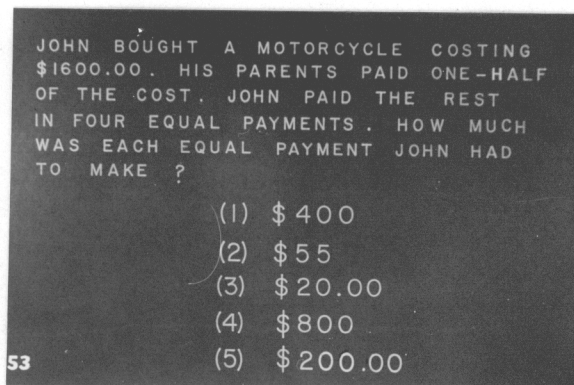 JOHN BOUGHT A MOTORCYCLE COSTING
$1600.00. HIS PARENTS PAID ONE-HALF
OF THE COST. JOHN PAID THE REST
IN FOUR EQUAL PAYMENTS. HOW MUCH
WAS EACH EQUAL PAYMENT JOHN HAD
TO MAKE ?
(1) $400
(2) $55
(3) $20.00
(4) $800
(5) $200.00
53